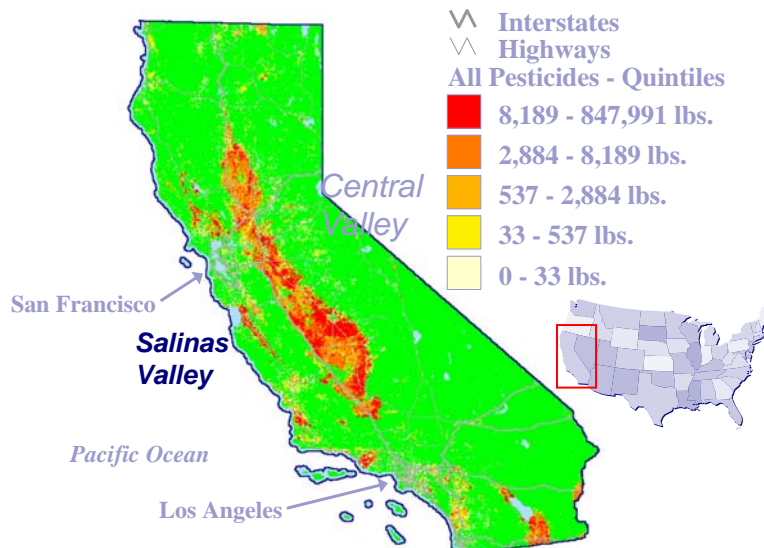 Interstates
Highways
All Pesticides - Quintiles
8,189 - 847,991 lbs.
2,884 - 8,189 lbs.
537 - 2,884 lbs.
33 - 537 lbs.
0 - 33 lbs.
Central
Valley
San Francisco
Salinas
Valley
Pacific Ocean
Los Angeles